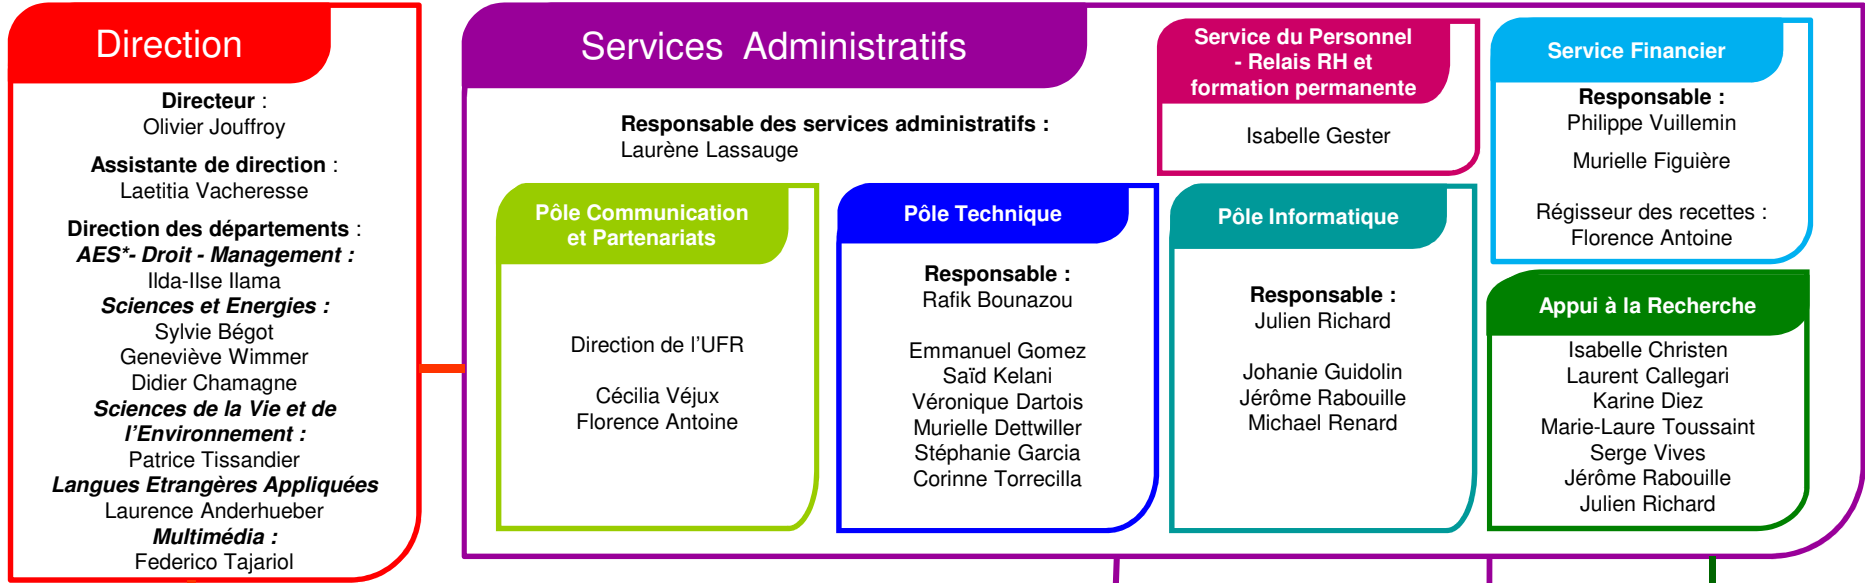 Direction
Directeur :
Olivier Jouffroy
Assistante de direction :
Laetitia Vacheresse
Direction des départements :
AES*- Droit - Management :
Ilda-Ilse Ilama
Sciences et Energies :
Sylvie Bégot
Geneviève Wimmer
Didier Chamagne
Sciences de la Vie et de
l'Environnement :
Patrice Tissandier
Langues Etrangères Appliquées
Laurence Anderhueber
Multimédia :
Federico Tajariol
Services Administratifs
Responsable des services administratifs :
Laurène Lassauge
Service du Personnel
- Relais RH et
formation permanente
Isabelle Gester
Service Financier
Responsable :
Philippe Vuillemin
Murielle Figuière
Régisseur des recettes :
Florence Antoine
Pôle Communication
et Partenariats
Direction de l'UFR
Cécilia Véjux
Florence Antoine
Pôle Technique
Responsable :
Rafik Bounazou
Emmanuel Gomez
Saïd Kelani
Véronique Dartois
Murielle Dettwiller
Stéphanie Garcia
Corinne Torrecilla
Pôle Informatique
Responsable :
Julien Richard
Johanie Guidolin
Jérôme Rabouille
Michael Renard
Appui à la Recherche
Isabelle Christen
Laurent Callegari
Karine Diez
Marie-Laure Toussaint
Serge Vives
Jérôme Rabouille
Julien Richard